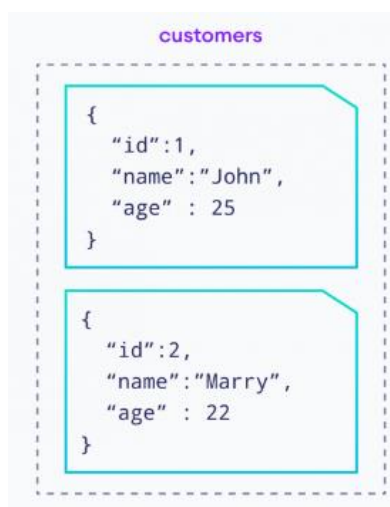 customers
{
“id”:1,
“name”:”John”,
“age” : 25
}
{
“id”:2,
“name”:”Marry”,
“age” : 22
}